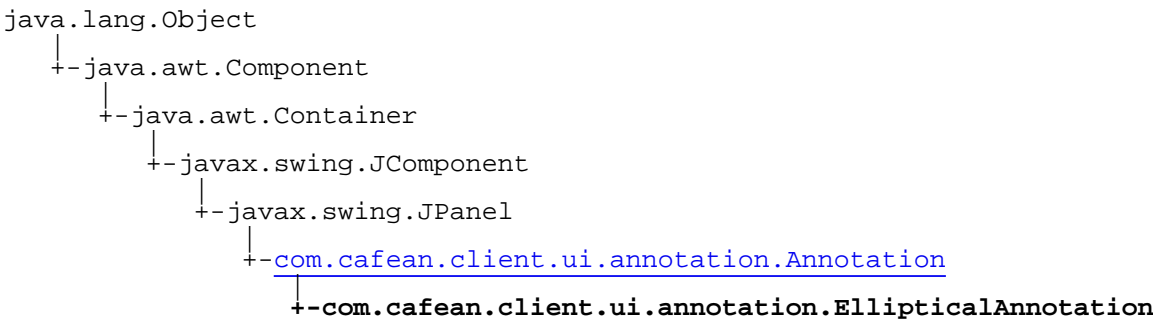 java.lang.Object
|
+-java.awt.Component
|
+-java.awt.Container
|
+-javax.swing.JComponent
|
+-javax.swing.JPanel
|
+-com.cafean.client.ui.annotation.Annotation
|
+-com.cafean.client.ui.annotation.EllipticalAnnotation